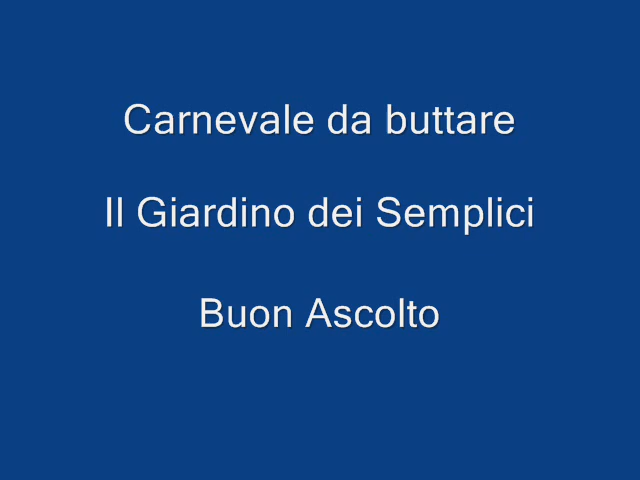 Carnevale da buttare
Il Giardino dei Semplici
Buon Ascolto